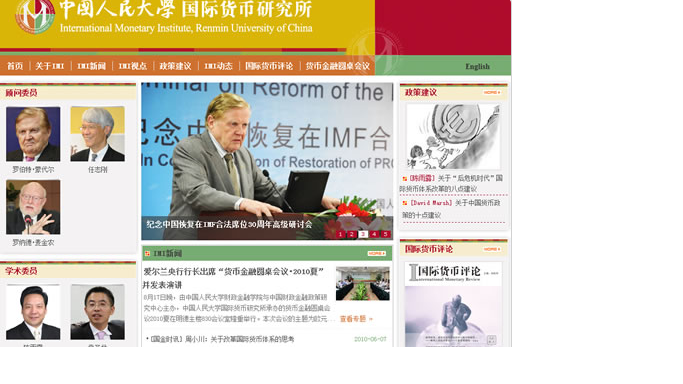 中国人民大学 国际货币研究所
International Monetary Institute, Renmin University of China
首页 关于IMI IMI新闻 IMI视点 政策建议 IMI动态 国际货币评论 货币金融圆桌会议 English
顾问委员
罗伯特·蒙代尔 任志刚
罗纳德·麦金农
学术委员
纪念中国恢复在IMF
In Com
oration of Restoration of PRO
纪念中国恢复在IMF合法席位30周年高级研讨会
1 2 3 4 5
IMI新闻 MORE
爱尔兰央行行长出席“货币金融圆桌会议·2010夏”
并发表演讲
8月17日晚,由中国人民大学财政金融学院与中国财政金融政策研
究中心主办,中国人民大学国际货币研究所承办的货币金融圆桌会
议2010夏在明德主楼830会议室隆重举行。本次会议的主题为欧元... 查看专题
·[国金时讯] 周小川:关于改革国际货币体系的思考 2010-06-07
政策建议 MORE
[陈雨露] 关于“后危机时代”国
际货币体系改革的八点建议
[David Marsh] 关于中国货币政
策的十点建议
国际货币评论 MORE
国际货币评论
International Monetary Review